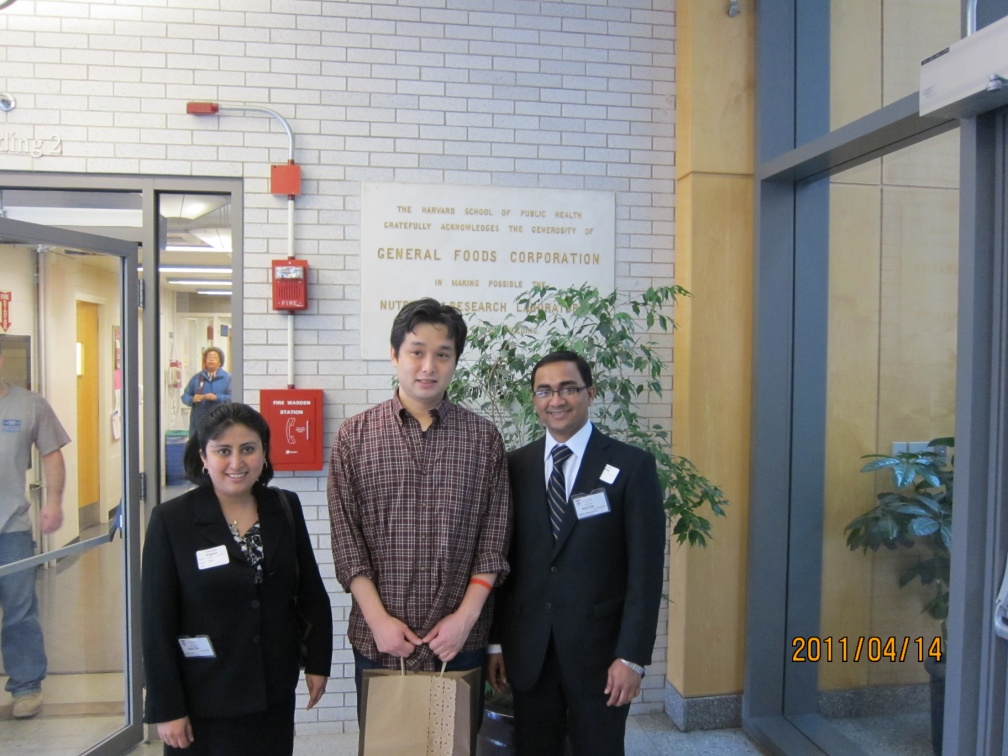 ding 2
THE HARVARD SCHOOL OF PUBLIC HEALTH
GRATEFULLY ACKNOWLEDGES THE GENEROSITY OF
GENERAL FOODS CORPORATION
IN MAKING POSSIBLE THE
RESEARCH
FIRE
FIRE WARDEN
STATION
2011/04/14